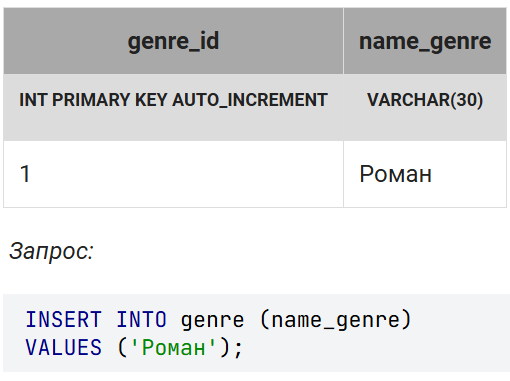 genre_id name_genre
INT PRIMARY KEY AUTO_INCREMENT VARCHAR(30)
1 Роман
Запрос:
INSERT INTO genre (name_genre)
VALUES ('Роман');